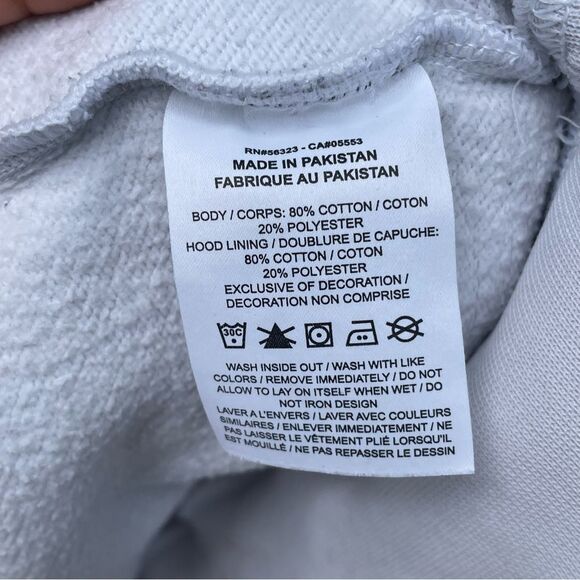 RN#56323 - CA#05553
MADE IN PAKISTAN
FABRIQUE AU PAKISTAN
BODY / CORPS: 80% COTTON / COTON
20% POLYESTER
HOOD LINING / DOUBLURE DE CAPUCHE:
80% COTTON / COTON
20% POLYESTER
EXCLUSIVE OF DECORATION /
DECORATION NON COMPRISE
30C
WASH INSIDE OUT / WASH WITH LIKE
COLORS / REMOVE IMMEDIATELY / DO NOT
ALLOW TO LAY ON ITSELF WHEN WET / DO
NOT IRON DESIGN
LAVER A L'ENVERS / LAVER AVEC COULEURS
SIMILAIRES / ENLEVER IMMÉDIATEMENT / NE
PAS LAISSER LE VÊTEMENT PLIÉ LORSQU'IL
EST MOUILLÉ / NE PAS REPASSER LE DESSIN